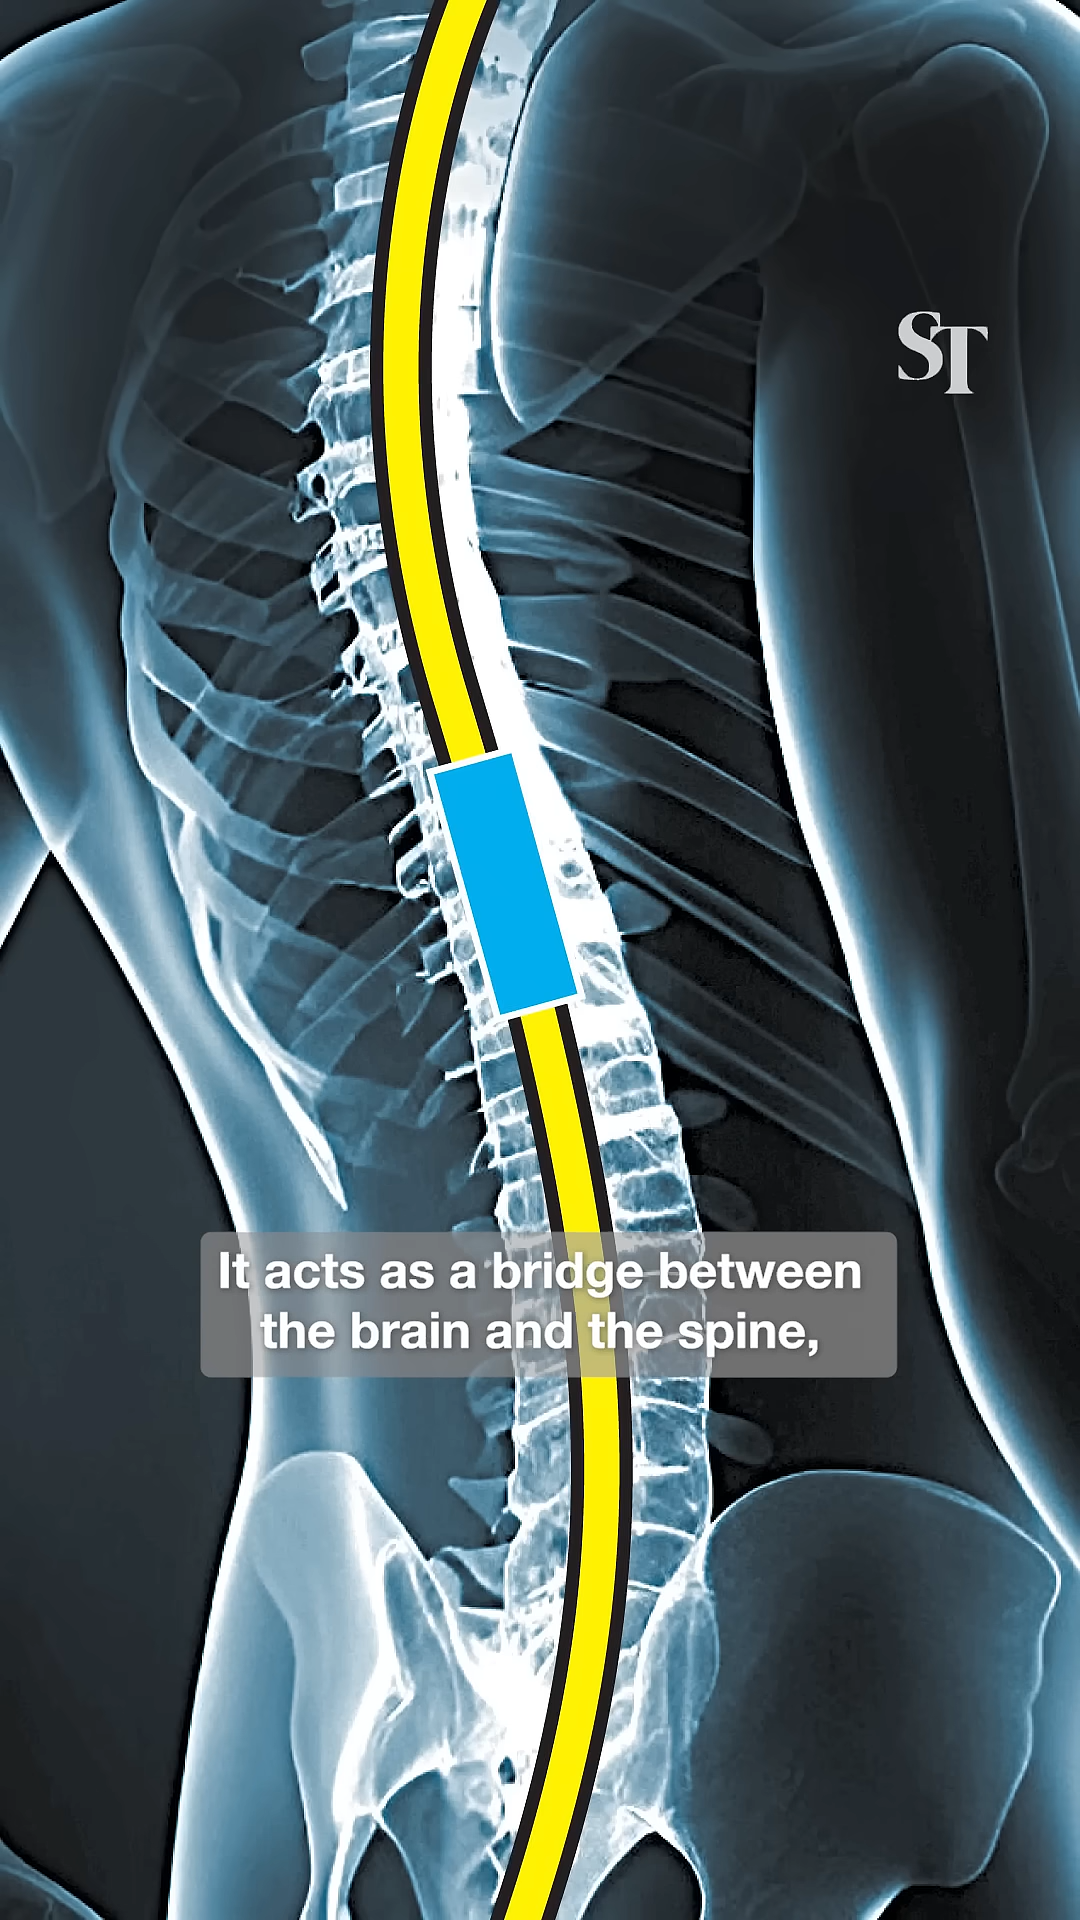 ST
It acts as a bridge between
the brain and the spine,